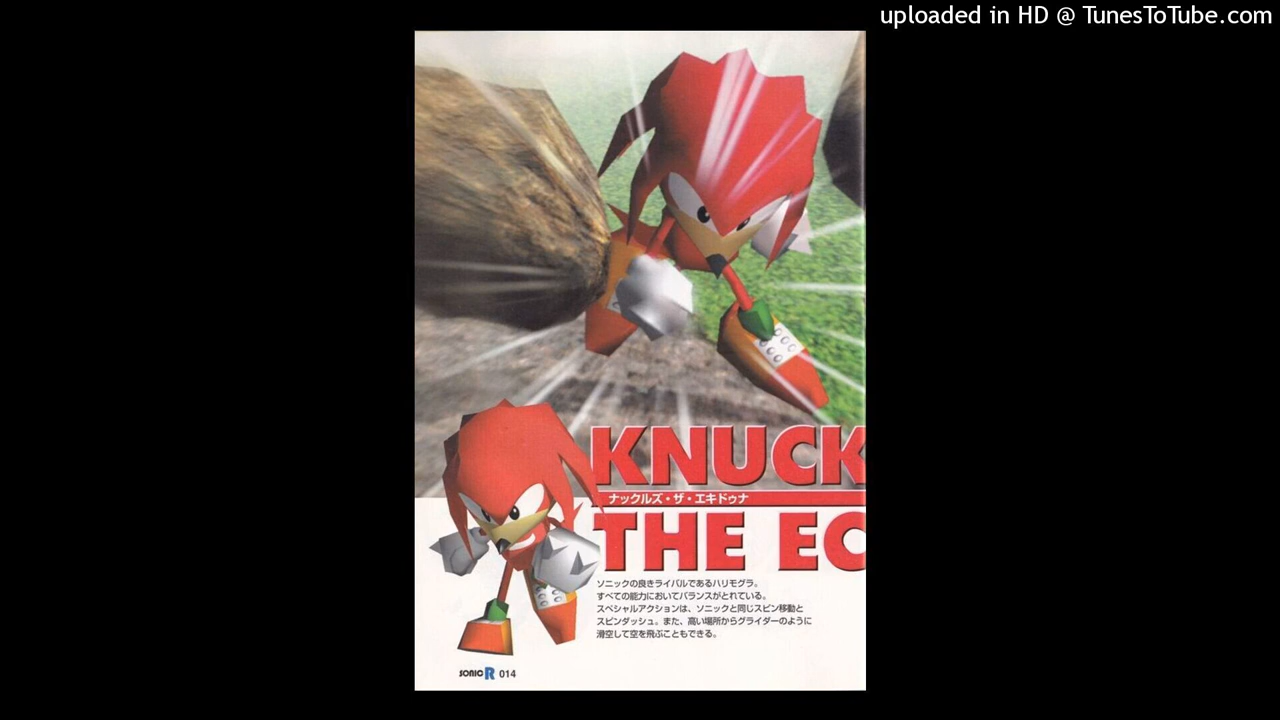 uploaded in HD @ TunesToTube.com
KNUCK
ナックルズ・ザ・エキドゥナ
THE EC
ソニックの良きライバルであるハリモグラ。
すべての能力においてバランスがとれている。
スペシャルアクションは、ソニックと同じスピン移動と
スピンダッシュ。また、高い場所からグライダーのように
滑空して空を飛ぶこともできる。
SONIC R 014